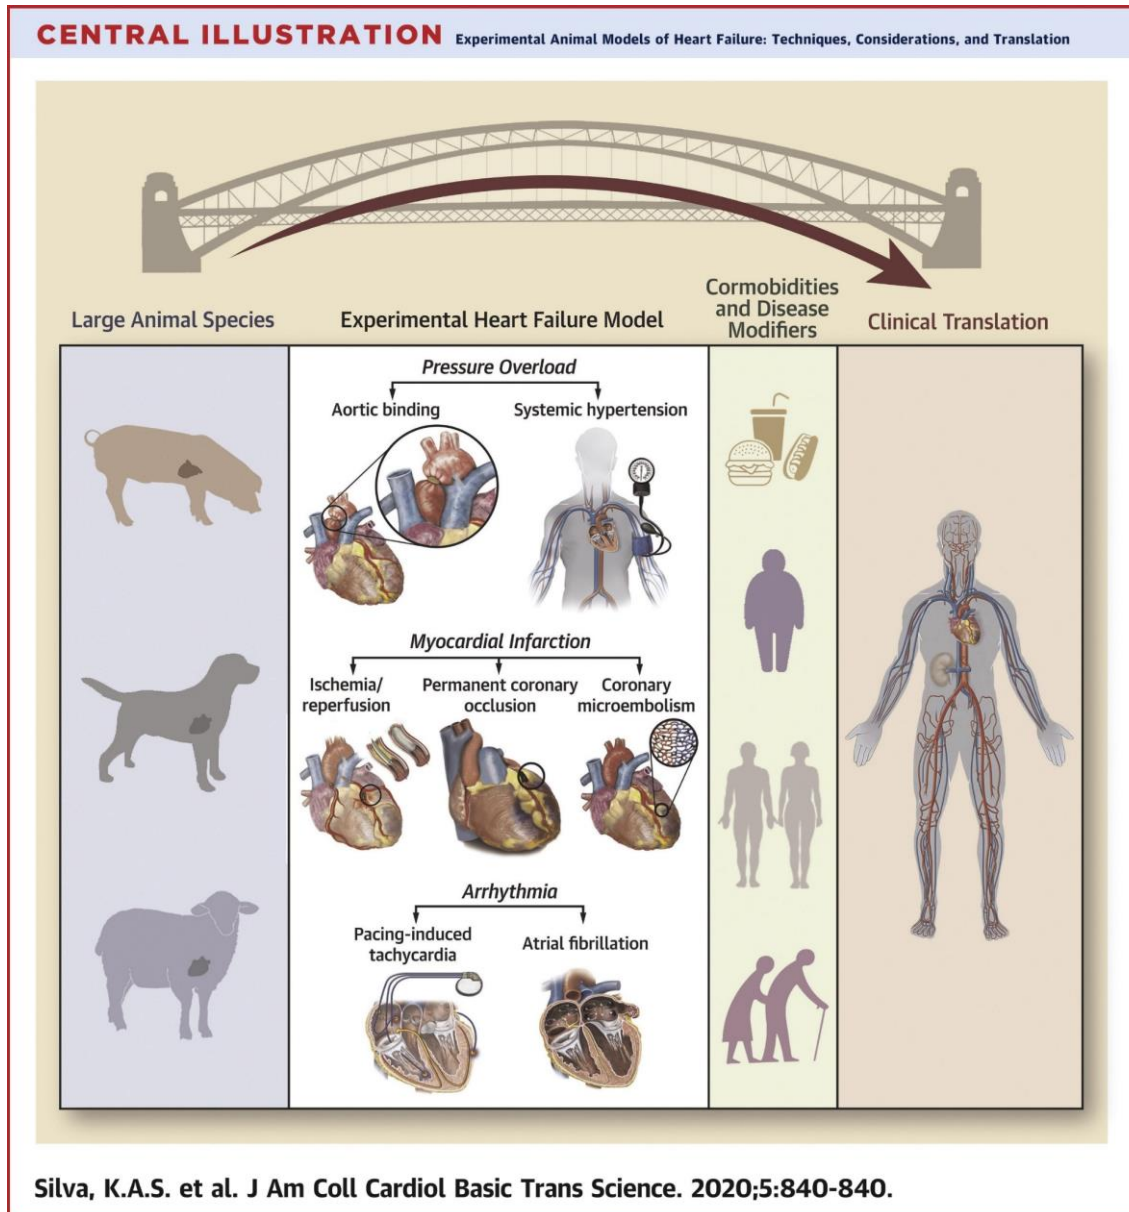 CENTRAL ILLUSTRATION Experimental Animal Models of Heart Failure: Techniques, Considerations, and Translation
Large Animal Species
Experimental Heart Failure Model
Cormobidities
and Disease
Modifiers
Clinical Translation
Pressure Overload
Aortic binding
Systemic hypertension
Myocardial Infarction
Ischemia/
reperfusion
Permanent coronary
occlusion
Coronary
microembolism
Arrhythmia
Pacing-induced
tachycardia
Atrial fibrillation
Silva, K.A.S. et al. J Am Coll Cardiol Basic Trans Science. 2020;5:840-840.